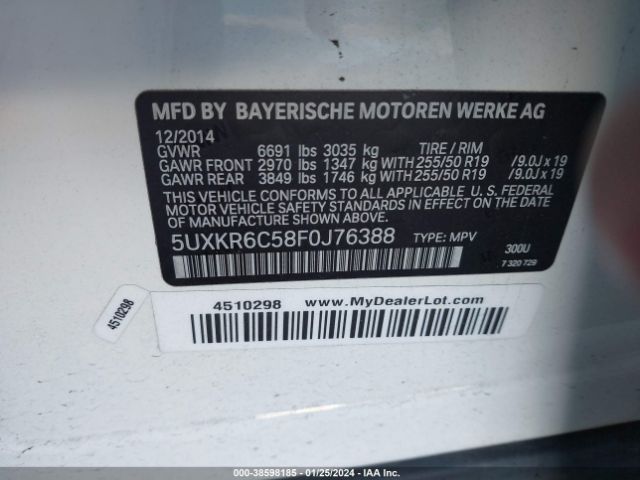 MFD BY BAYERISCHE MOTOREN WERKE AG
12/2014
GVWR 6691 lbs 3035 kg TIRE / RIM
GAWR FRONT 2970 lbs 1347 kg WITH 255/50 R19 /9.0J x 19
GAWR REAR 3849 lbs 1746 kg WITH 255/50 R19 /9.0J x 19
THIS VEHICLE CONFORMS TO ALL APPLICABLE U.S. FEDERAL
MOTOR VEHICLE SAFETY STANDARDS IN EFFECT ON THE
DATE OF MANUFACTURE SHOWN ABOVE.
5UXKR6C58F0J76388 TYPE: MPV
300U
7 320 729
4510298 www.MyDealerLot.com
4510298
000-38598185 - 01/25/2024 - IAA Inc.